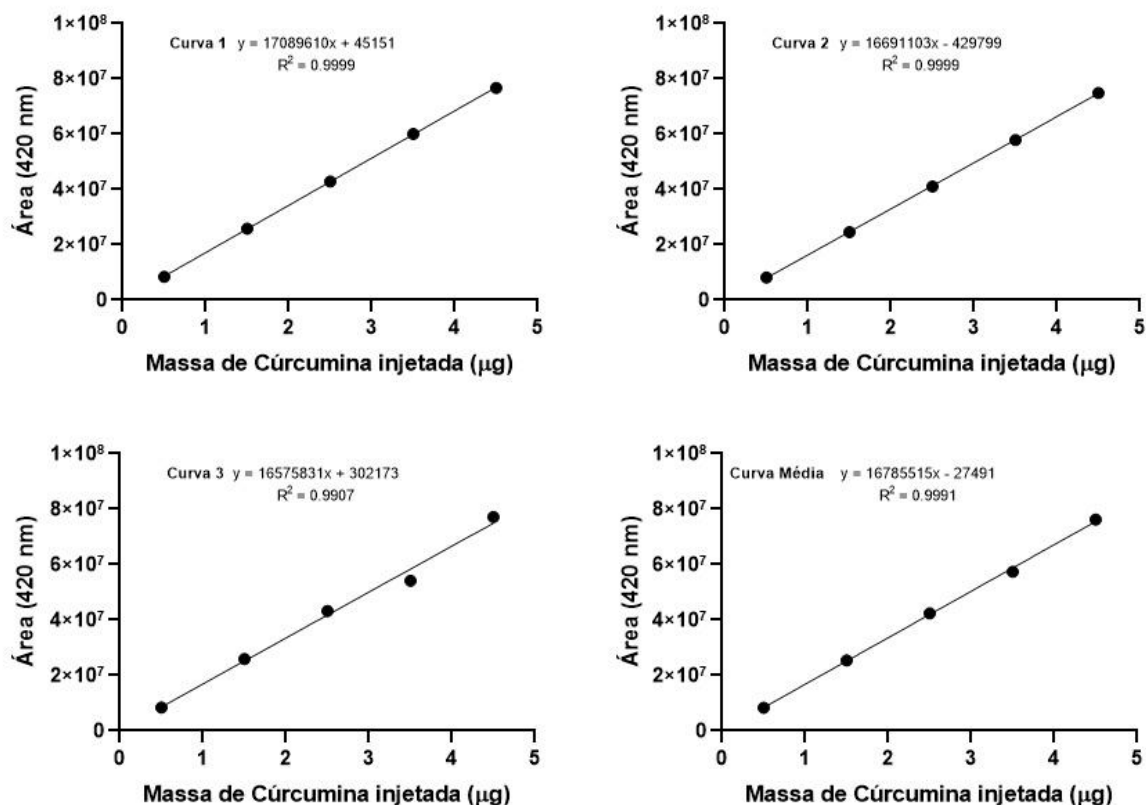 Curva 1 y = 17089610x + 45151
R² = 0.9999
1×10⁸
8×10⁷
6×10⁷
4×10⁷
2×10⁷
0
Área (420 nm)
0 1 2 3 4 5
Massa de Cúrcumina injetada (μg)
Curva 2 y = 16691103x - 429799
R² = 0.9999
1×10⁸
8×10⁷
6×10⁷
4×10⁷
2×10⁷
0
Área (420 nm)
0 1 2 3 4 5
Massa de Cúrcumina injetada (μg)
Curva 3 y = 16575831x + 302173
R² = 0.9907
1×10⁸
8×10⁷
6×10⁷
4×10⁷
2×10⁷
0
Área (420 nm)
0 1 2 3 4 5
Massa de Cúrcumina injetada (μg)
Curva Média y = 16785515x - 27491
R² = 0.9991
1×10⁸
8×10⁷
6×10⁷
4×10⁷
2×10⁷
0
Área (420 nm)
0 1 2 3 4 5
Massa de Cúrcumina injetada (μg)